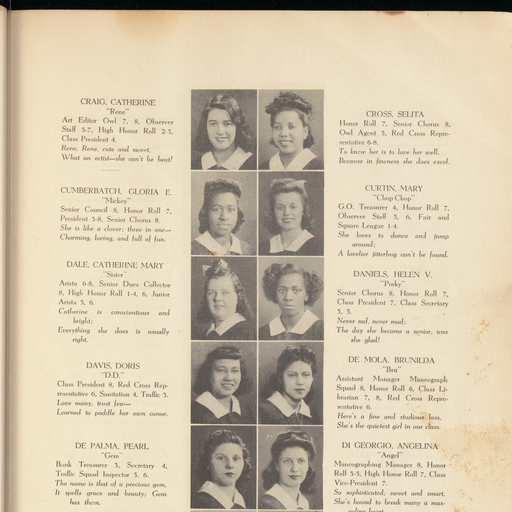 CRAIG, CATHERINE
"Rene"
Art Editor Owl 7, 8, Observer
Staff 5-7, High Honor Roll 2-3,
Class President 4.
Rene, Rene, cute and sweet,
What an artist—she can't be beat!
CUMBERBATCH, GLORIA E.
"Mickey"
Senior Council 8, Honor Roll 7,
President 3-8, Senior Chorus 8.
She is like a clover; three in one—
Charming, loving, and full of fun.
DALE, CATHERINE MARY
"Sister"
Arista 6-8, Senior Dues Collector
8, High Honor Roll 1-4, 6, Junior
Arista 5, 6.
Catherine is conscientious and
bright;
Everything she does is usually
right.
DAVIS, DORIS
"D.D."
Class President 8, Red Cross Rep-
resentative 6, Sanitation 4, Traffic 3.
Love many, trust few—
Learned to paddle her own canoe.
DE PALMA, PEARL
"Gem"
Bank Treasurer 3, Secretary 4,
Traffic Squad Inspector 5, 6.
The name is that of a precious gem,
It spells grace and beauty; Gem
has them.
CROSS, SELITA
Honor Roll 7, Senior Chorus 8,
Owl Agent 3, Red Cross Repre-
sentative 6-8.
To know her is to love her well,
Because in fineness she does excel.
CURTIN, MARY
"Chop Chop"
G.O. Treasurer 4, Honor Roll 7,
Observer Staff 5, 6, Fair and
Square League 1-4.
She loves to dance and jump
around;
A lovelier jitterbug can't be found.
DANIELS, HELEN V.
"Porky"
Senior Chorus 8, Honor Roll 7,
Class President 7, Class Secretary
3, 5.
Never sad, never mad;
The day she became a senior, was
she glad!
DE MOLA, BRUNILDA
"Bru"
Assistant Manager Mimeograph
Squad 8, Honor Roll 6, Class Li-
brarian 7, 8, Red Cross Repre-
sentative 6.
Here's a fine and studious lass,
She's the quietest girl in our class.
DI GEORGIO, ANGELINA
"Angel"
Mimeographing Manager 8, Honor
Roll 3-5, High Honor Roll 7, Class
Vice-President 7.
So sophisticated, sweet and smart,
She's bound to break many a mas-
culine heart.